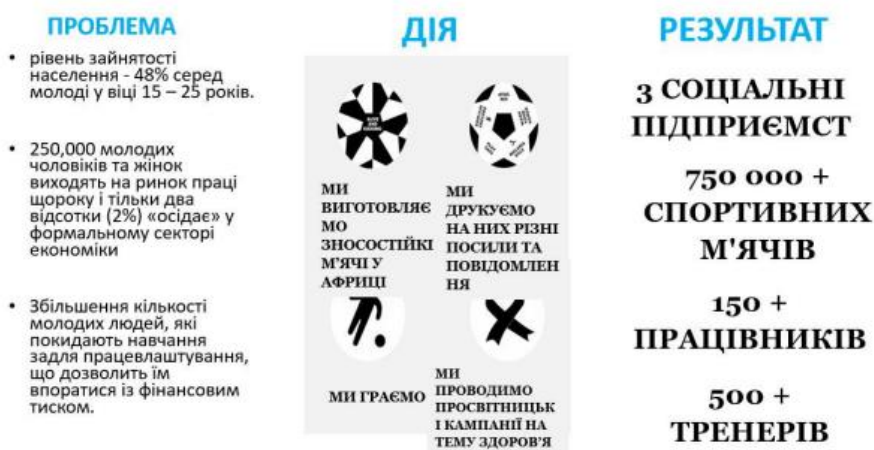 ПРОБЛЕМА
• рівень зайнятості
населення - 48% серед
молоді у віці 15 – 25 років.
• 250,000 молодих
чоловіків та жінок
виходять на ринок праці
щороку і тільки два
відсотки (2%) «осідає» у
формальному секторі
економіки
• Збільшення кількості
молодих людей, які
покидають навчання
задля працевлаштування,
що дозволить їм
впоратися із фінансовим
тиском.
ДІЯ
МИ
ВИГОТОВЛЯЄ
МО
ЗНОСОСТІЙКІ
М'ЯЧІ У
АФРИЦІ
МИ
ДРУКУЄМО
НА НИХ РІЗНІ
ПОСИЛИ ТА
ПОВІДОМЛЕН
НЯ
МИ ГРАЄМО
МИ
ПРОВОДИМО
ПРОСВІТНИЦЬК
І КАМПАНІЇ НА
ТЕМУ ЗДОРОВ'Я
РЕЗУЛЬТАТ
3 СОЦІАЛЬНІ
ПІДПРИЄМСТ
750 000 +
СПОРТИВНИХ
М'ЯЧІВ
150 +
ПРАЦІВНИКІВ
500 +
ТРЕНЕРІВ